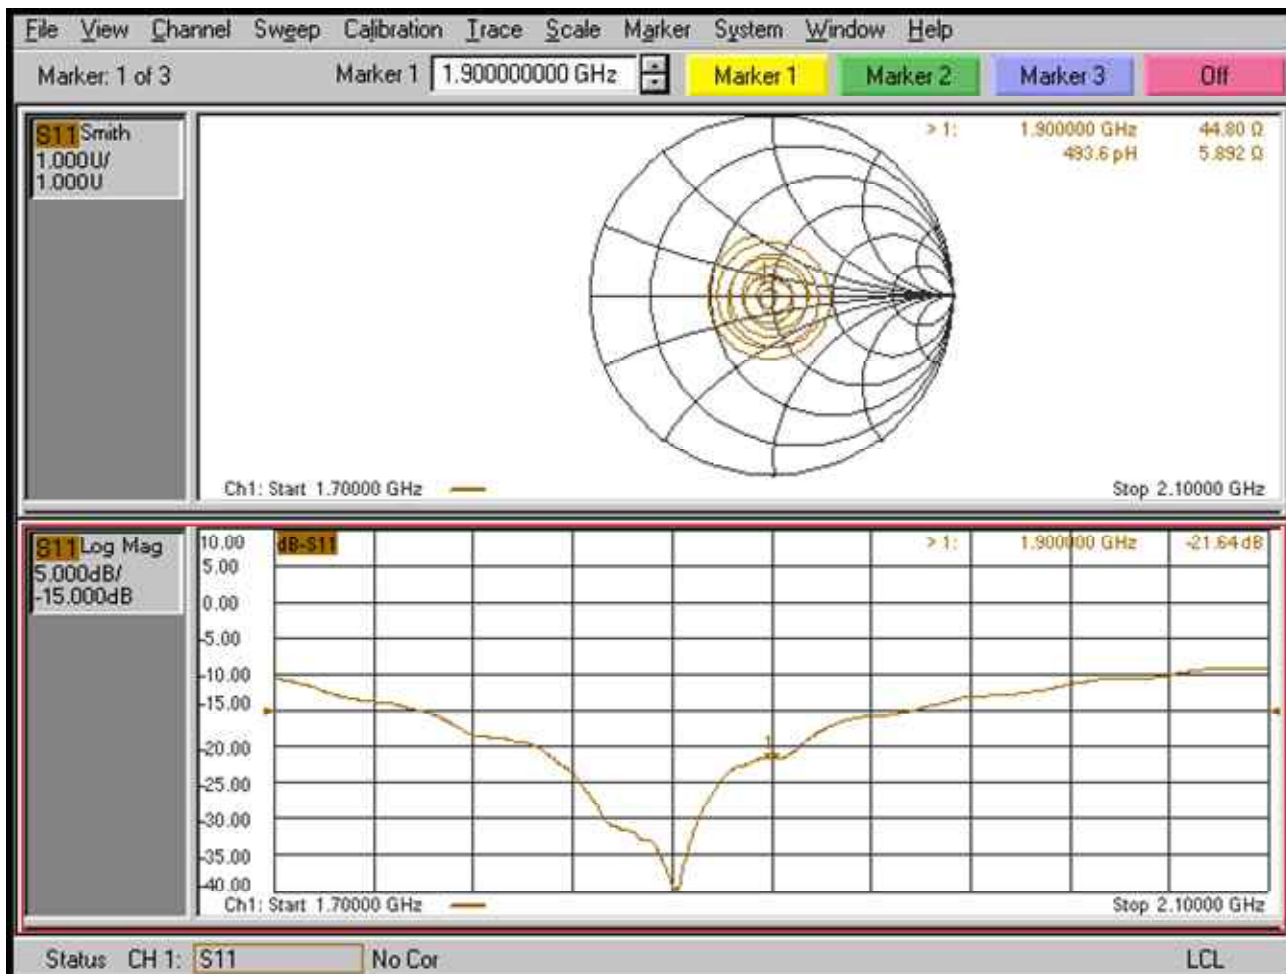 File View Channel Sweep Calibration Trace Scale Marker System Window Help
Marker: 1 of 3 Marker 1 1.900000000 GHz Marker 1 Marker 2 Marker 3 Off
S11 Smith
1.000U/
1.000U
> 1: 1.900000 GHz 44.80 Ω
493.6 pH 5.892 Ω
1
Ch1: Start 1.70000 GHz Stop 2.10000 GHz
S11 Log Mag
5.000dB/
-15.000dB
10.00 dB-S11 > 1: 1.900000 GHz -21.64 dB
5.00
0.00
-5.00
-10.00
-15.00
1
-20.00
-25.00
-30.00
-35.00
-40.00
Ch1: Start 1.70000 GHz Stop 2.10000 GHz
Status CH 1: S11 No Cor LCL